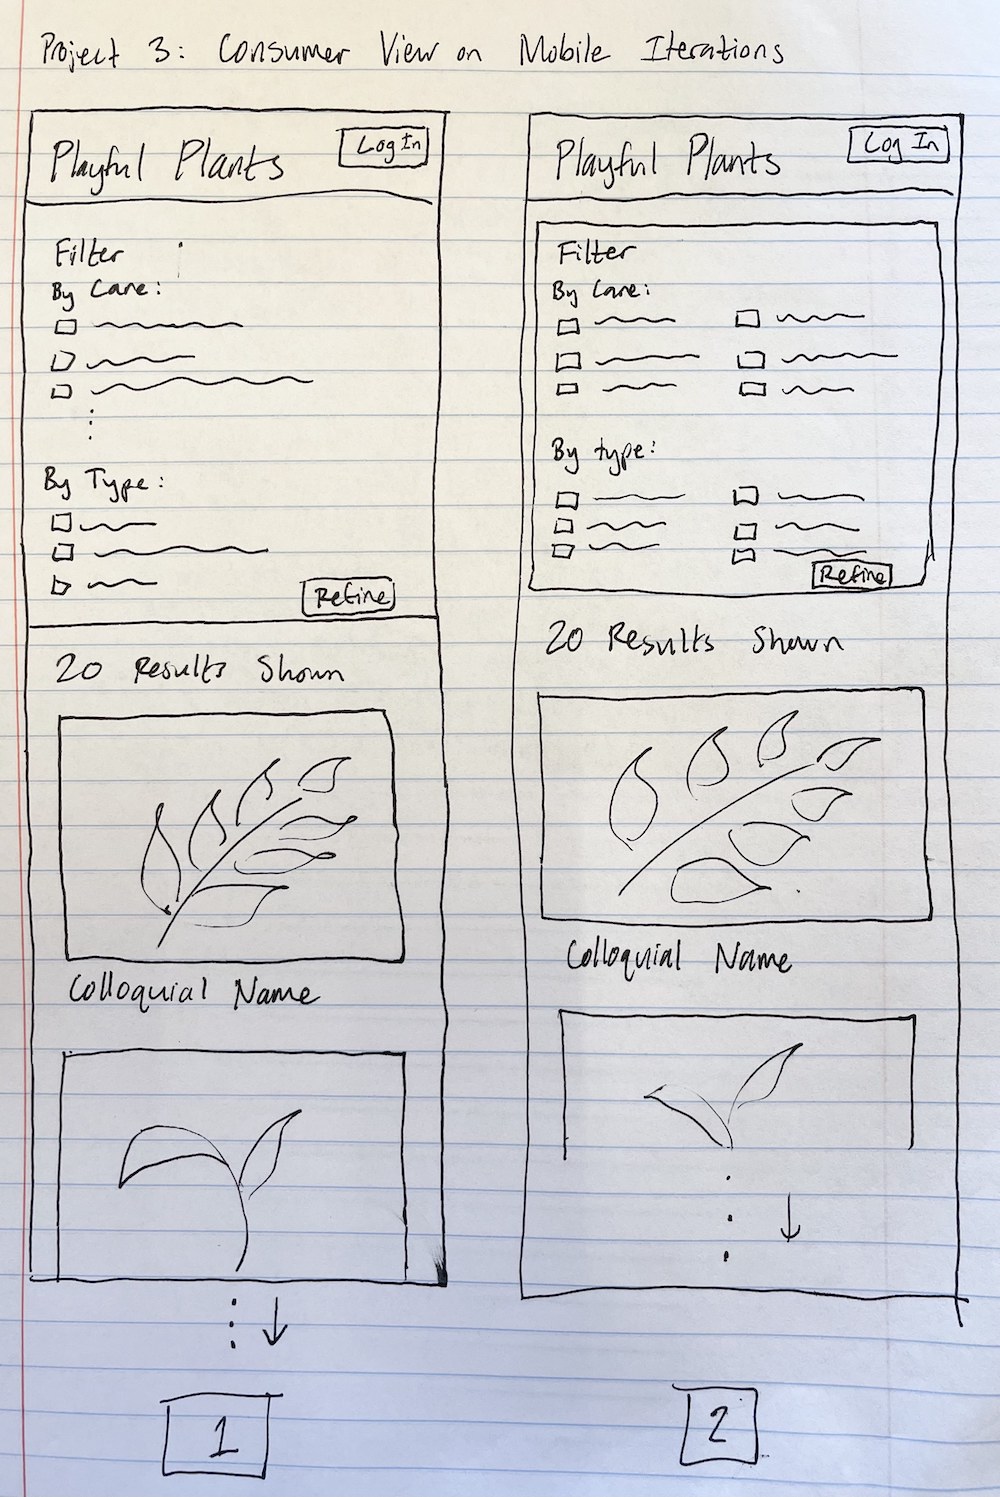 Project 3: Consumer View on Mobile Iterations
Playful Plants
Log In
Filter
By Care:
By Type:
Refine
20 Results Shown
Colloquial Name
1
Playful Plants
Log In
Filter
By Care:
By type:
Refine
20 Results Shown
Colloquial Name
2